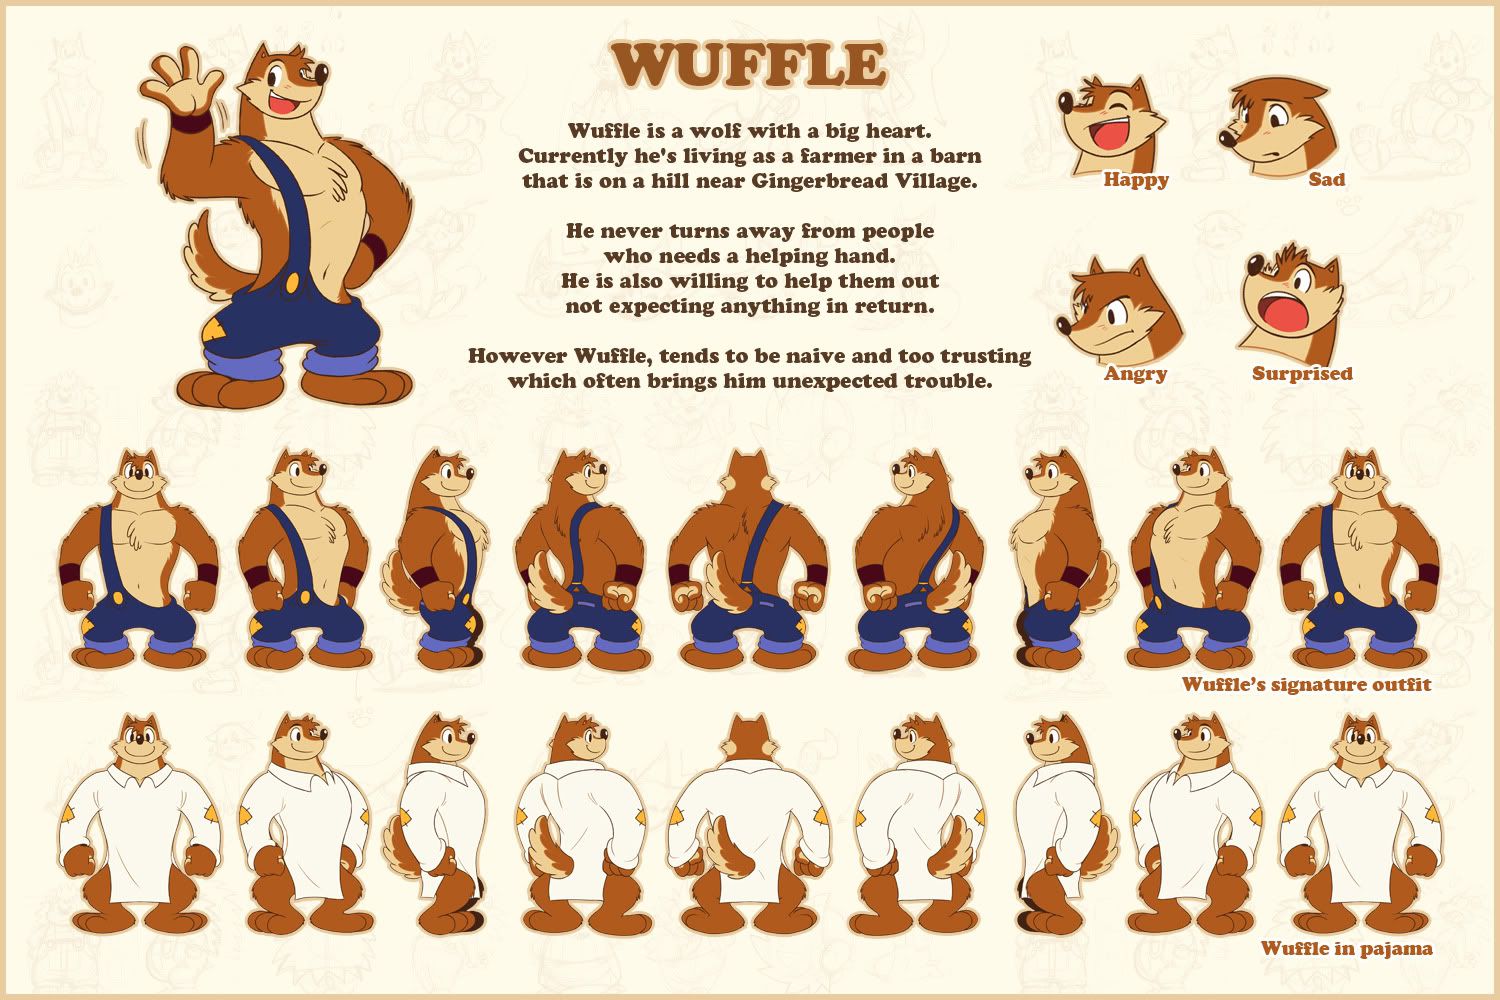 WUFFLE
Wuffle is a wolf with a big heart.
Currently he's living as a farmer in a barn
that is on a hill near Gingerbread Village.
He never turns away from people
who needs a helping hand.
He is also willing to help them out
not expecting anything in return.
However Wuffle, tends to be naive and too trusting
which often brings him unexpected trouble.
Happy
Sad
Angry
Surprised
Wuffle's signature outfit
Wuffle in pajama